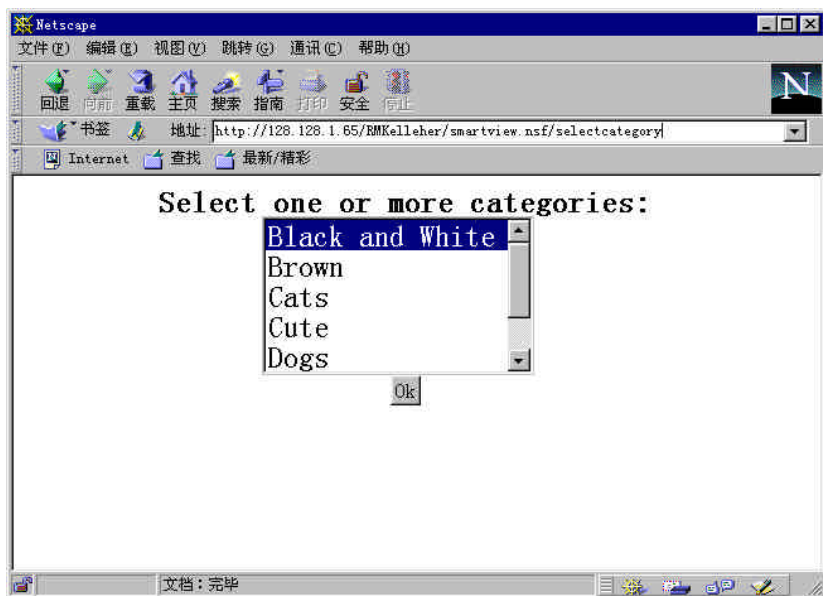 Netscape
文件(F) 编辑(E) 视图(V) 跳转(G) 通讯(C) 帮助(H)
回退 向前 重载 主页 搜索 指南 打印 安全 停止
N
书签 地址: http://128.128.1.65/RMKelleher/smartview.nsf/selectcategory
Internet 查找 最新/精彩
Select one or more categories:
Black and White
Brown
Cats
Cute
Dogs
Ok
文档：完毕